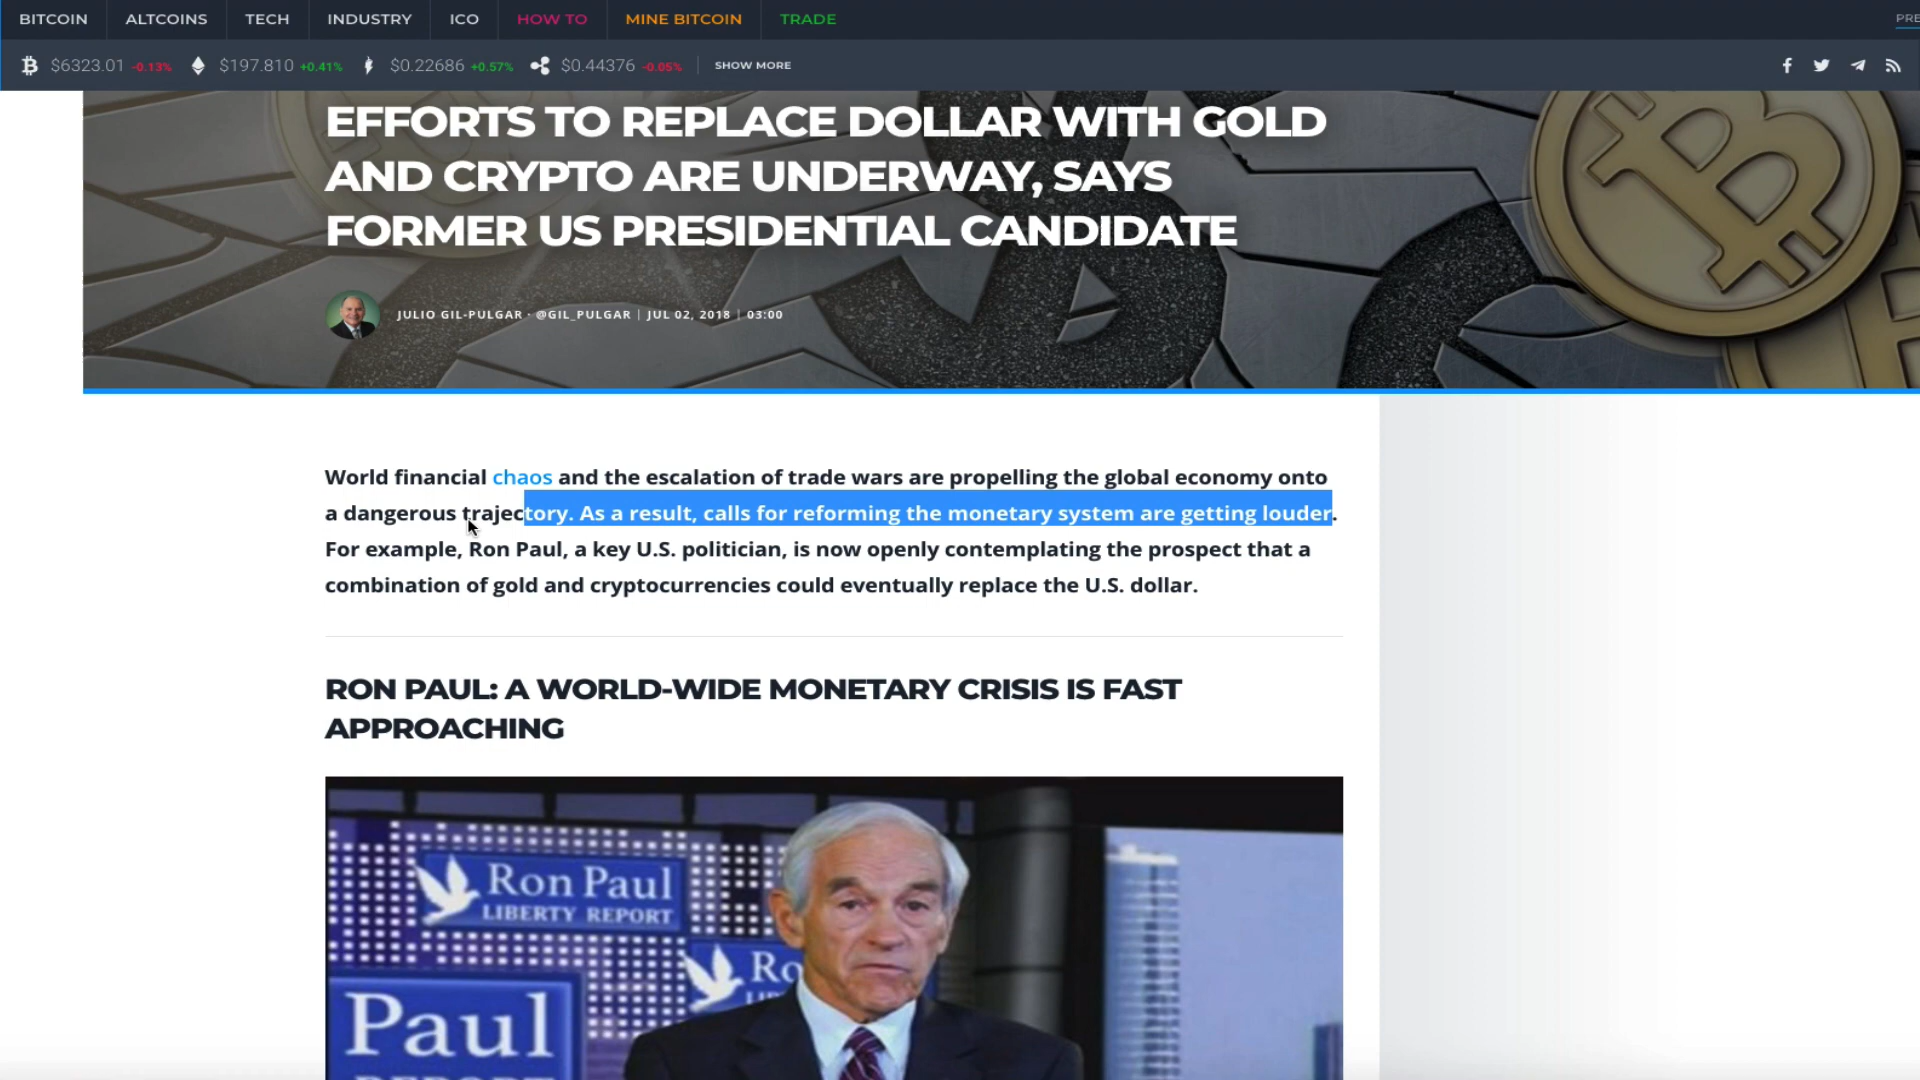 BITCOIN ALTCOINS TECH INDUSTRY ICO HOW TO MINE BITCOIN TRADE PRE
$6323.01 -0.13% $197.810 +0.41% $0.22686 +0.57% $0.44376 -0.05% SHOW MORE
EFFORTS TO REPLACE DOLLAR WITH GOLD
AND CRYPTO ARE UNDERWAY, SAYS
FORMER US PRESIDENTIAL CANDIDATE
JULIO GIL-PULGAR · @GIL_PULGAR | JUL 02, 2018 | 03:00
World financial chaos and the escalation of trade wars are propelling the global economy onto
a dangerous trajectory. As a result, calls for reforming the monetary system are getting louder.
For example, Ron Paul, a key U.S. politician, is now openly contemplating the prospect that a
combination of gold and cryptocurrencies could eventually replace the U.S. dollar.
RON PAUL: A WORLD-WIDE MONETARY CRISIS IS FAST
APPROACHING
Ron Paul
LIBERTY REPORT
Ro
Paul
REPORT